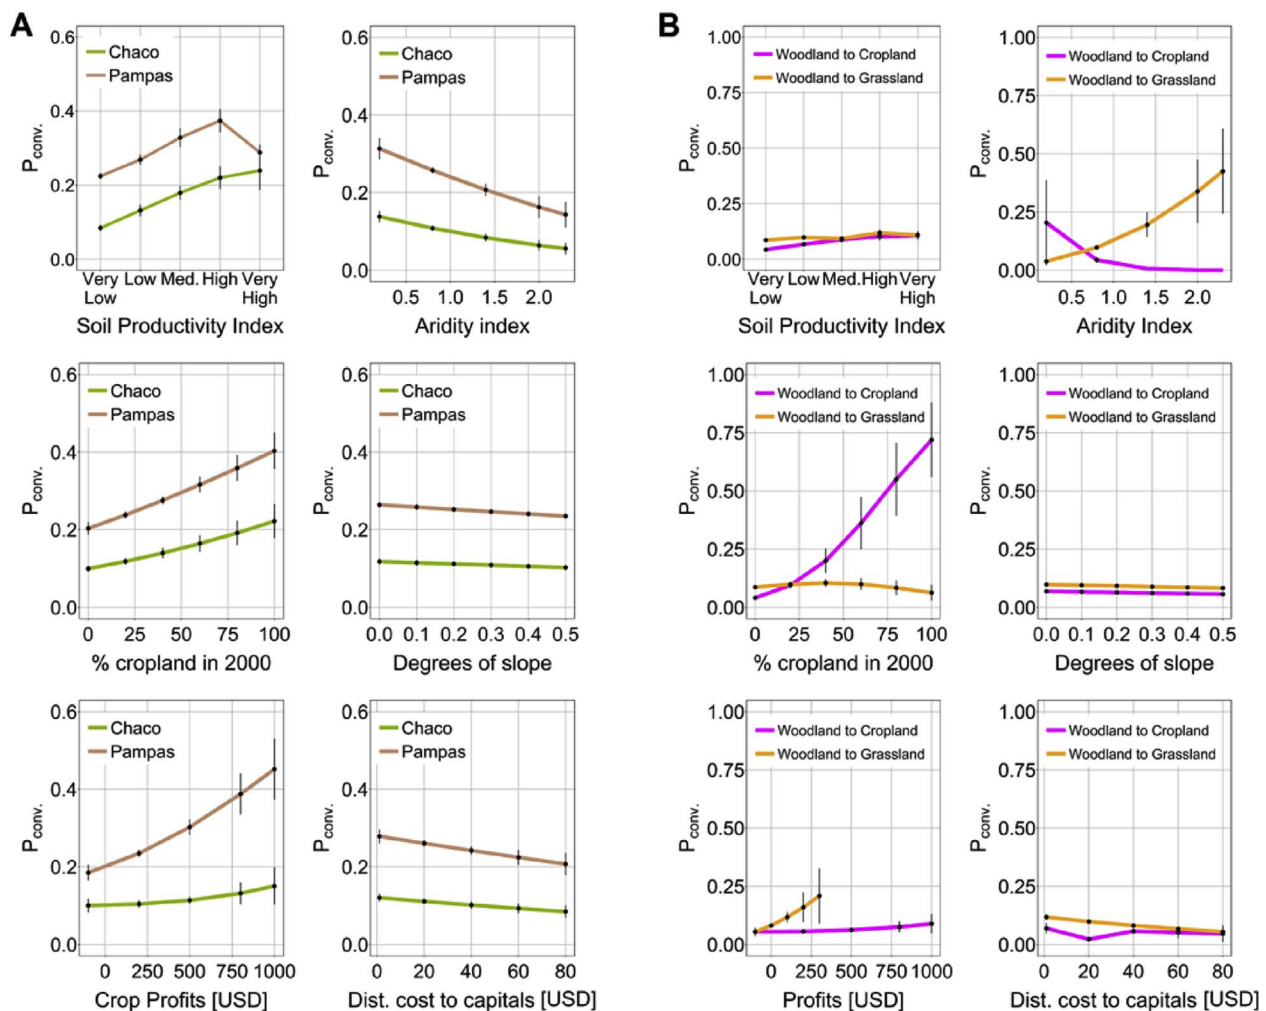 A
0.6
Chaco
Pampas
0.4
0.2
0.0
P conv.
Very Low
Low
Med.
High
Very High
Soil Productivity Index
0.6
Chaco
Pampas
0.4
0.2
0.0
P conv.
0.5 1.0 1.5 2.0
Aridity index
B
1.00
Woodland to Cropland
Woodland to Grassland
0.75
0.50
0.25
0.00
P conv.
Very Low
Low
Med.
High
Very High
Soil Productivity Index
1.00
Woodland to Cropland
Woodland to Grassland
0.75
0.50
0.25
0.00
P conv.
0.5 1.0 1.5 2.0
Aridity Index
0.6
Chaco
Pampas
0.4
0.2
0.0
P conv.
0 25 50 75 100
% cropland in 2000
0.6
Chaco
Pampas
0.4
0.2
0.0
P conv.
0.0 0.1 0.2 0.3 0.4 0.5
Degrees of slope
1.00
Woodland to Cropland
Woodland to Grassland
0.75
0.50
0.25
0.00
P conv.
0 25 50 75 100
% cropland in 2000
1.00
Woodland to Cropland
Woodland to Grassland
0.75
0.50
0.25
0.00
P conv.
0.0 0.1 0.2 0.3 0.4 0.5
Degrees of slope
0.6
Chaco
Pampas
0.4
0.2
0.0
P conv.
0 250 500 750 1000
Crop Profits [USD]
0.6
Chaco
Pampas
0.4
0.2
0.0
P conv.
0 20 40 60 80
Dist. cost to capitals [USD]
1.00
Woodland to Cropland
Woodland to Grassland
0.75
0.50
0.25
0.00
P conv.
0 250 500 750 1000
Profits [USD]
1.00
Woodland to Cropland
Woodland to Grassland
0.75
0.50
0.25
0.00
P conv.
0 20 40 60 80
Dist. cost to capitals [USD]